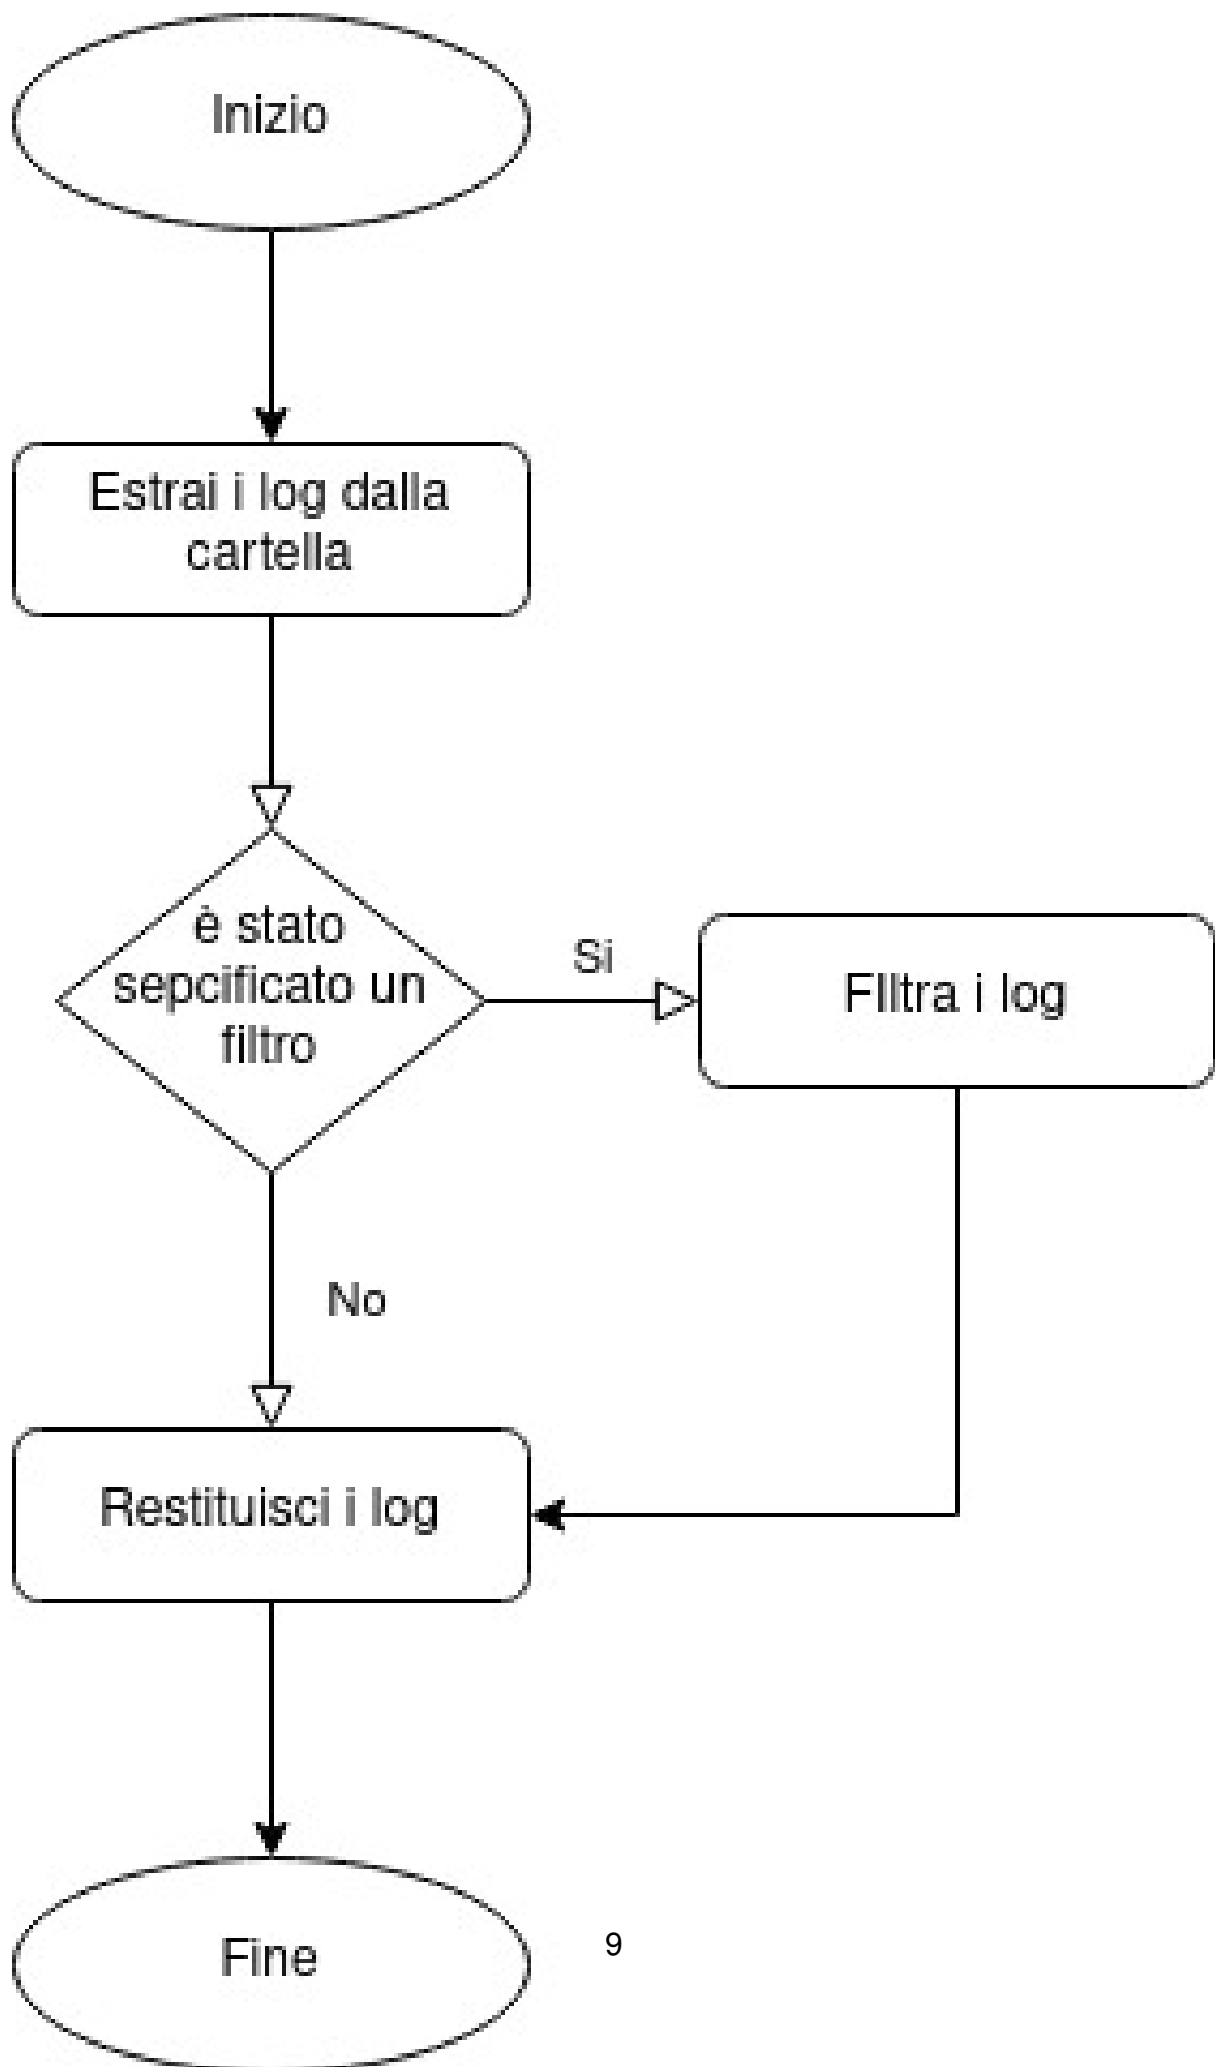 Inizio
Estrai i log dalla
cartella
è stato
sepcificato un
filtro
Si
FIltra i log
No
Restituisci i log
Fine
9